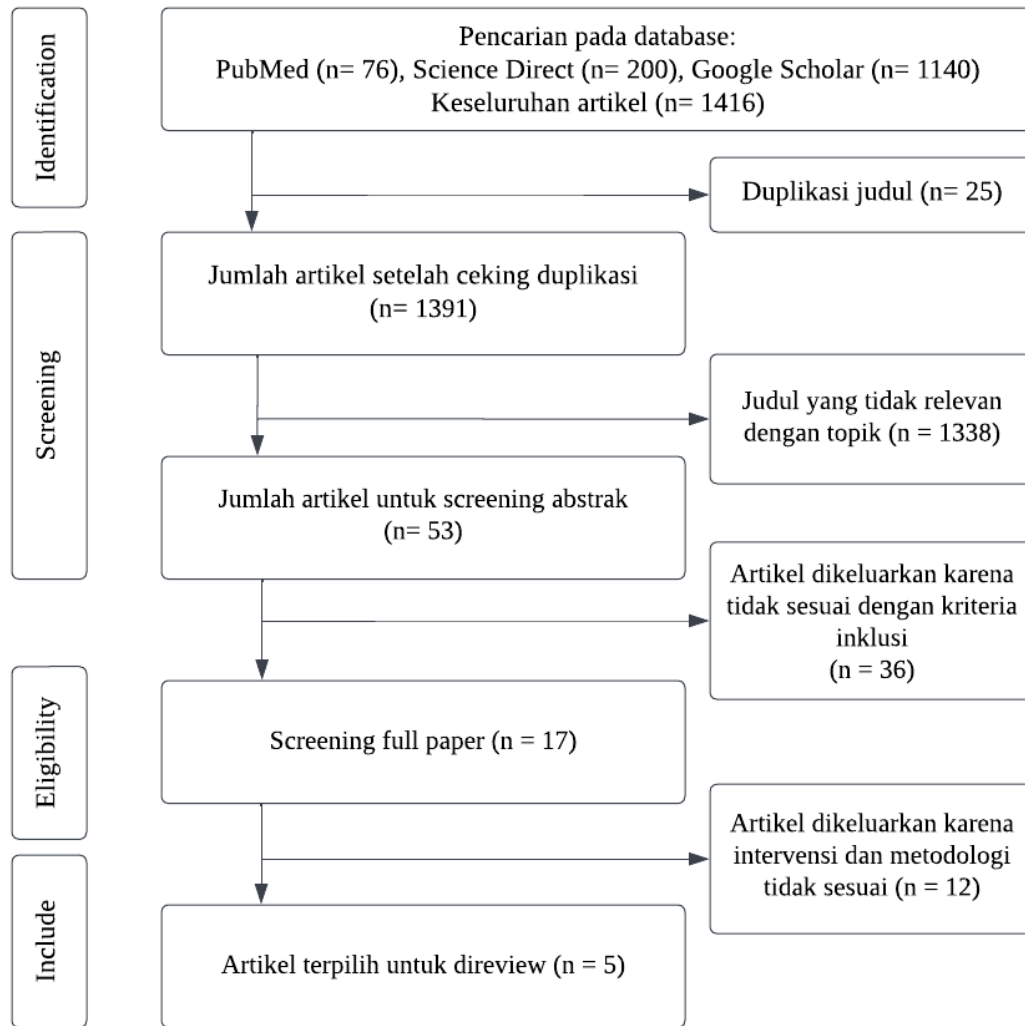 Identification
Pencarian pada database:
PubMed (n= 76), Science Direct (n= 200), Google Scholar (n= 1140)
Keseluruhan artikel (n= 1416)
Duplikasi judul (n= 25)
Screening
Jumlah artikel setelah ceking duplikasi
(n= 1391)
Judul yang tidak relevan
dengan topik (n = 1338)
Jumlah artikel untuk screening abstrak
(n= 53)
Artikel dikeluarkan karena
tidak sesuai dengan kriteria
inklusi
(n = 36)
Eligibility
Screening full paper (n = 17)
Artikel dikeluarkan karena
intervensi dan metodologi
tidak sesuai (n = 12)
Include
Artikel terpilih untuk direview (n = 5)